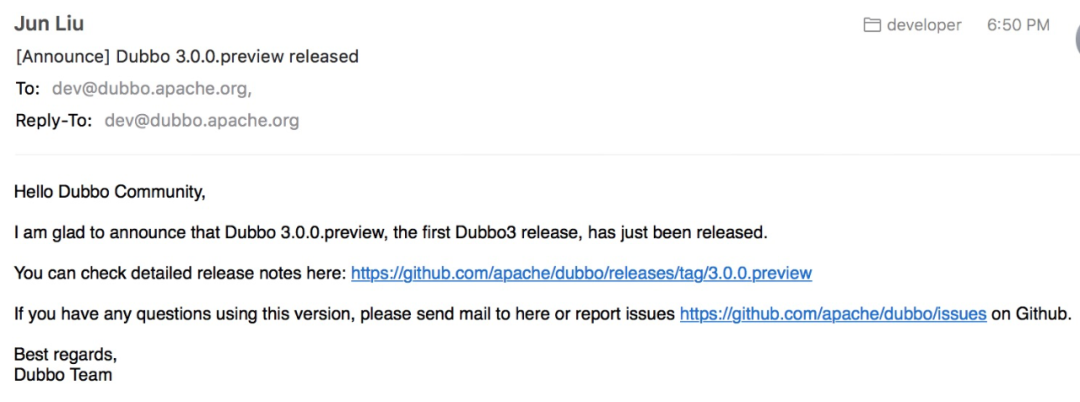 Jun Liu
developer 6:50 PM
[Announce] Dubbo 3.0.0.preview released
To: dev@dubbo.apache.org,
Reply-To: dev@dubbo.apache.org
Hello Dubbo Community,
I am glad to announce that Dubbo 3.0.0.preview, the first Dubbo3 release, has just been released.
You can check detailed release notes here: https://github.com/apache/dubbo/releases/tag/3.0.0.preview
If you have any questions using this version, please send mail to here or report issues https://github.com/apache/dubbo/issues on Github.
Best regards,
Dubbo Team